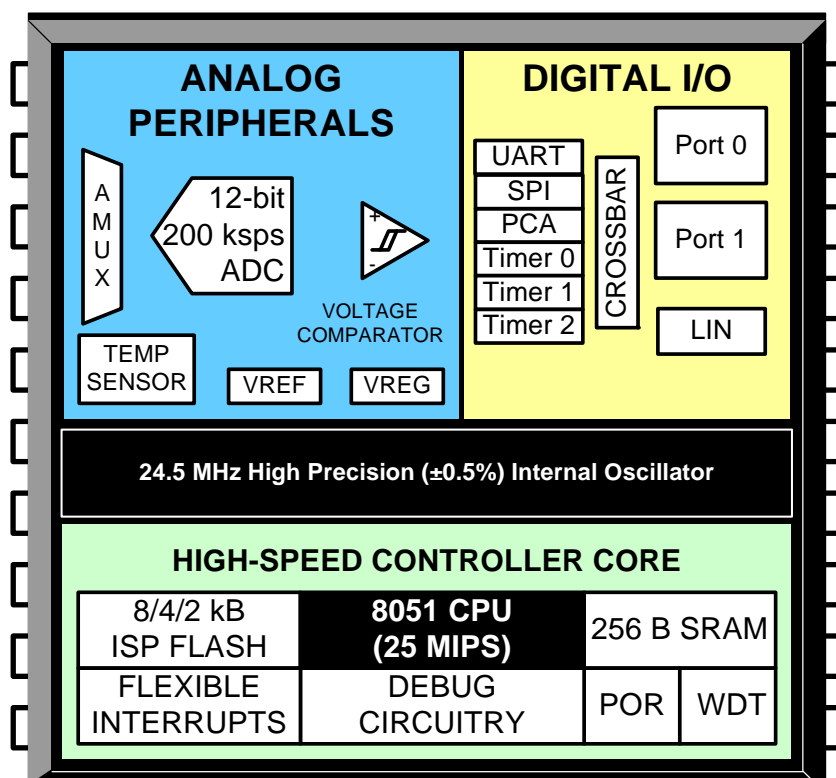 ANALOG
PERIPHERALS
A
M
U
X
12-bit
200 ksps
ADC
+
-
VOLTAGE
COMPARATOR
TEMP
SENSOR
VREF
VREG
DIGITAL I/O
UART
SPI
PCA
Timer 0
Timer 1
Timer 2
CROSSBAR
Port 0
Port 1
LIN
24.5 MHz High Precision (±0.5%) Internal Oscillator
HIGH-SPEED CONTROLLER CORE
8/4/2 kB
ISP FLASH
8051 CPU
(25 MIPS)
256 B SRAM
FLEXIBLE
INTERRUPTS
DEBUG
CIRCUITRY
POR
WDT